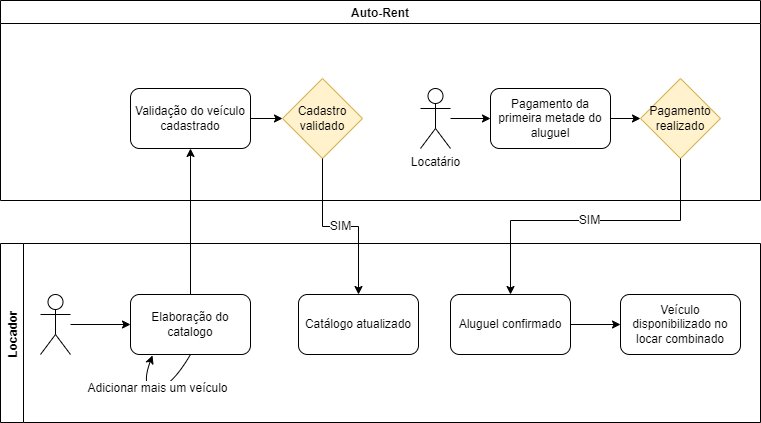 Auto-Rent
Validação do veículo
cadastrado
Cadastro
validado
Locatário
Pagamento da
primeira metade do
aluguel
Pagamento
realizado
SIM
SIM
Locador
Elaboração do
catalogo
Adicionar mais um veículo
Catálogo atualizado
Aluguel confirmado
Veículo
disponibilizado no
locar combinado